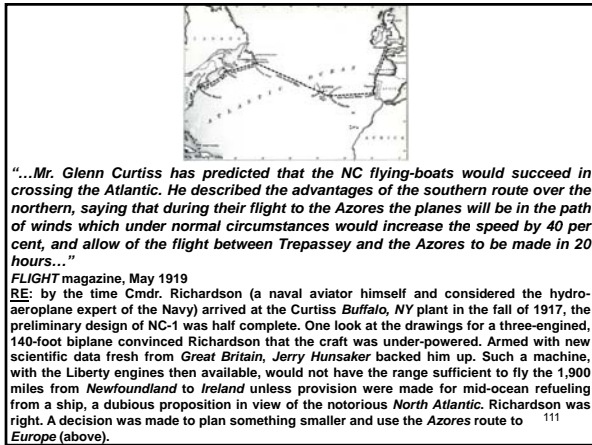 ATLANTIC OCEAN
AFRICA
“…Mr. Glenn Curtiss has predicted that the NC flying-boats would succeed in
crossing the Atlantic. He described the advantages of the southern route over the
northern, saying that during their flight to the Azores the planes will be in the path
of winds which under normal circumstances would increase the speed by 40 per
cent, and allow of the flight between Trepassey and the Azores to be made in 20
hours…”
FLIGHT magazine, May 1919
RE: by the time Cmdr. Richardson (a naval aviator himself and considered the hydro-
aeroplane expert of the Navy) arrived at the Curtiss Buffalo, NY plant in the fall of 1917, the
preliminary design of NC-1 was half complete. One look at the drawings for a three-engined,
140-foot biplane convinced Richardson that the craft was under-powered. Armed with new
scientific data fresh from Great Britain, Jerry Hunsaker backed him up. Such a machine,
with the Liberty engines then available, would not have the range sufficient to fly the 1,900
miles from Newfoundland to Ireland unless provision were made for mid-ocean refueling
from a ship, a dubious proposition in view of the notorious North Atlantic. Richardson was
right. A decision was made to plan something smaller and use the Azores route to
Europe (above).
111